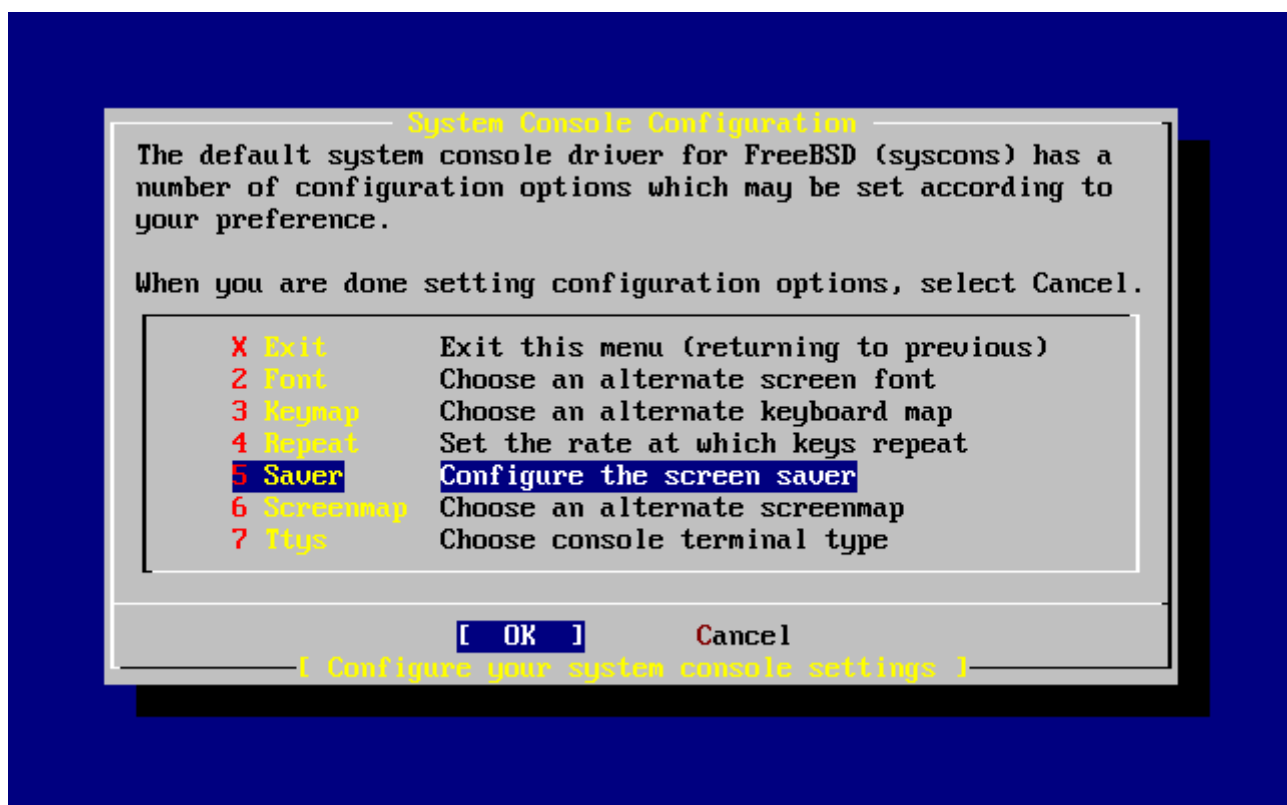 System Console Configuration
The default system console driver for FreeBSD (syscons) has a
number of configuration options which may be set according to
your preference.
When you are done setting configuration options, select Cancel.
X Exit Exit this menu (returning to previous)
2 Font Choose an alternate screen font
3 Keymap Choose an alternate keyboard map
4 Repeat Set the rate at which keys repeat
5 Saver Configure the screen saver
6 Screenmap Choose an alternate screenmap
7 Ttys Choose console terminal type
[ OK ] Cancel
[ Configure your system console settings ]